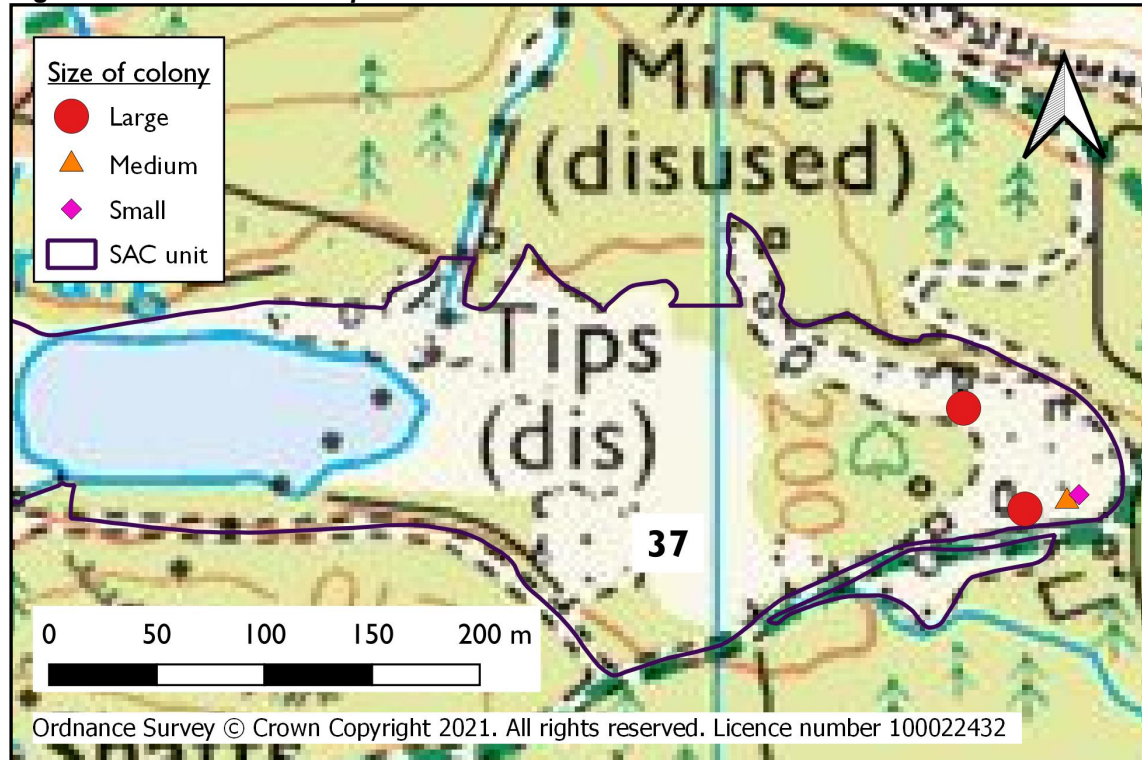 Size of colony
Large
Medium
Small
SAC unit
Mine
(disused)
Tips
(dis)
200
37
0 50 100 150 200 m
Ordnance Survey © Crown Copyright 2021. All rights reserved. Licence number 100022432
Shafts